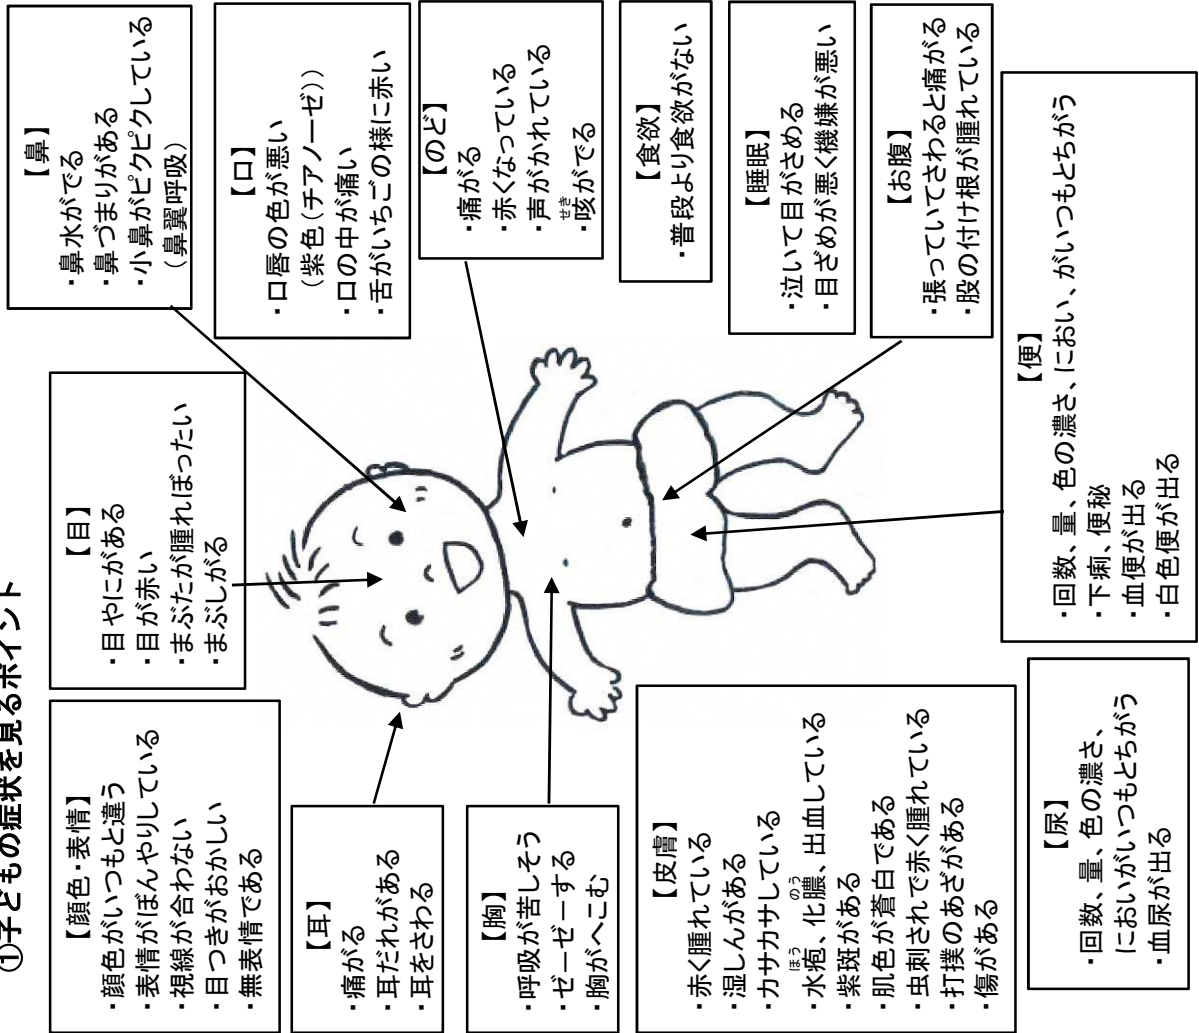 ①子どもの症状を見るポイント
【顔色・表情】
・顔色がいつもと違う
・表情がぼんやりしている
・視線が合わない
・目つきがおかしい
・無表情である
【目】
・目やにがある
・目が赤い
・まぶたが腫れぼったい
・まぶしがる
【鼻】
・鼻水がでる
・鼻づまりがある
・小鼻がピクピクしている
（鼻翼呼吸）
【耳】
・痛がる
・耳だれがある
・耳をさわる
【口】
・口唇の色が悪い
（紫色（チアノーゼ））
・口の中が痛い
・舌がいちごの様に赤い
【胸】
・呼吸が苦しそう
・ゼーゼーする
・胸がへこむ
【のど】
・痛がる
・赤くなっている
・声がかれている
せき
・咳がでる
【皮膚】
・赤く腫れている
・湿しんがある
・カサカサしている
ほう のう
・水疱、化膿、出血している
・紫斑がある
・肌色が蒼白である
・虫刺されで赤く腫れている
・打撲のあざがある
・傷がある
【食欲】
・普段より食欲がない
【睡眠】
・泣いて目がさめる
・目ざめが悪く機嫌が悪い
【お腹】
・張っていてさわると痛がる
・股の付け根が腫れている
【尿】
・回数、量、色の濃さ、
においがいつもとちがう
・血尿が出る
【便】
・回数、量、色の濃さ、におい、がいつもとちがう
・下痢、便秘
・血便が出る
・白色便が出る